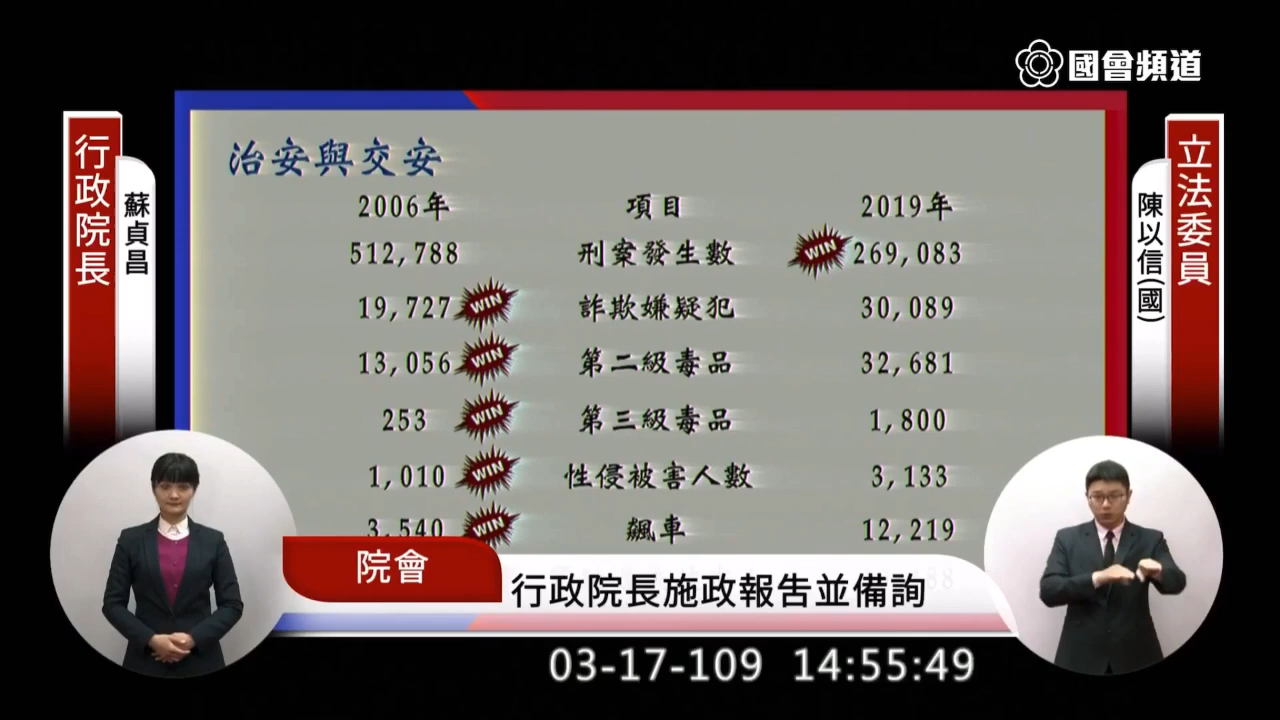 國會頻道
行政院長
蘇貞昌
立法委員
陳以信(國)
治安與交安
2006年 項目 2019年
512,788 刑案發生數 WIN 269,083
19,727 WIN 詐欺嫌疑犯 30,089
13,056 WIN 第二級毒品 32,681
253 WIN 第三級毒品 1,800
1,010 WIN 性侵被害人數 3,133
3,540 WIN 飆車 12,219
院會
行政院長施政報告並備詢
03-17-109 14:55:49